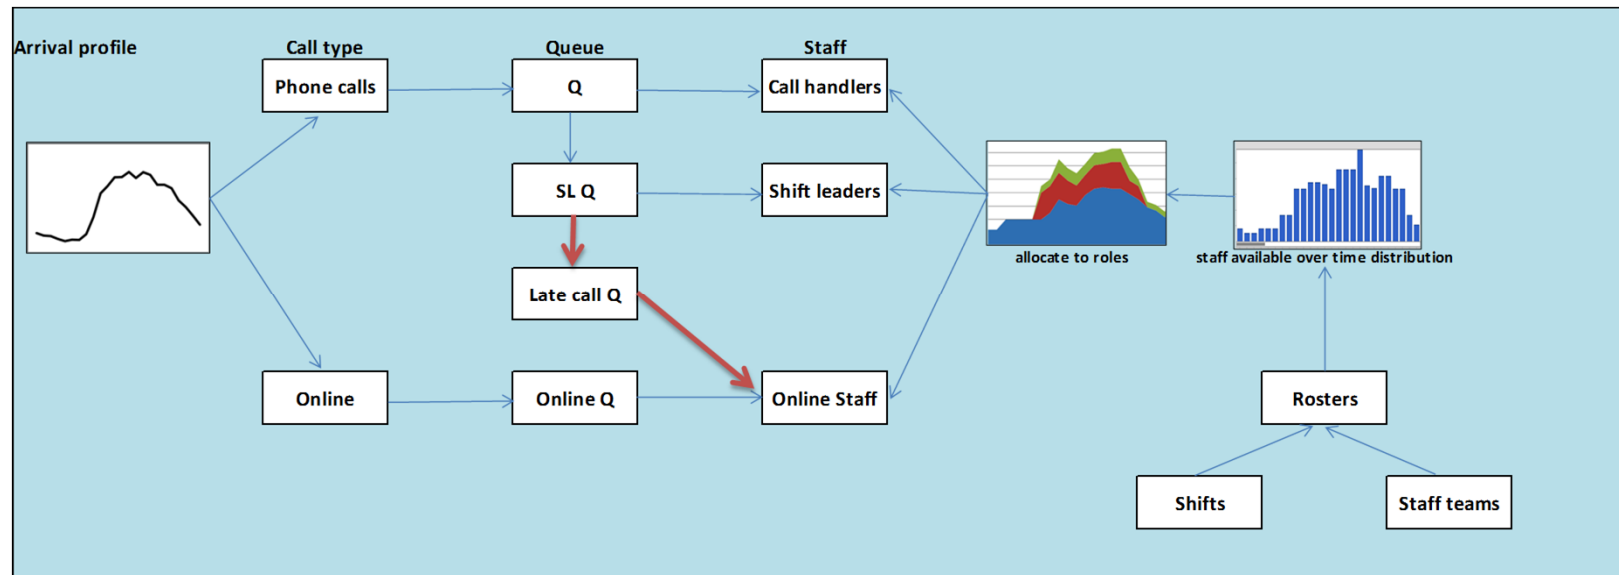 Arrival profile
Call type
Queue
Staff
Phone calls
Q
Call handlers
SL Q
Shift leaders
allocate to roles
staff available over time distribution
Late call Q
Online
Online Q
Online Staff
Rosters
Shifts
Staff teams